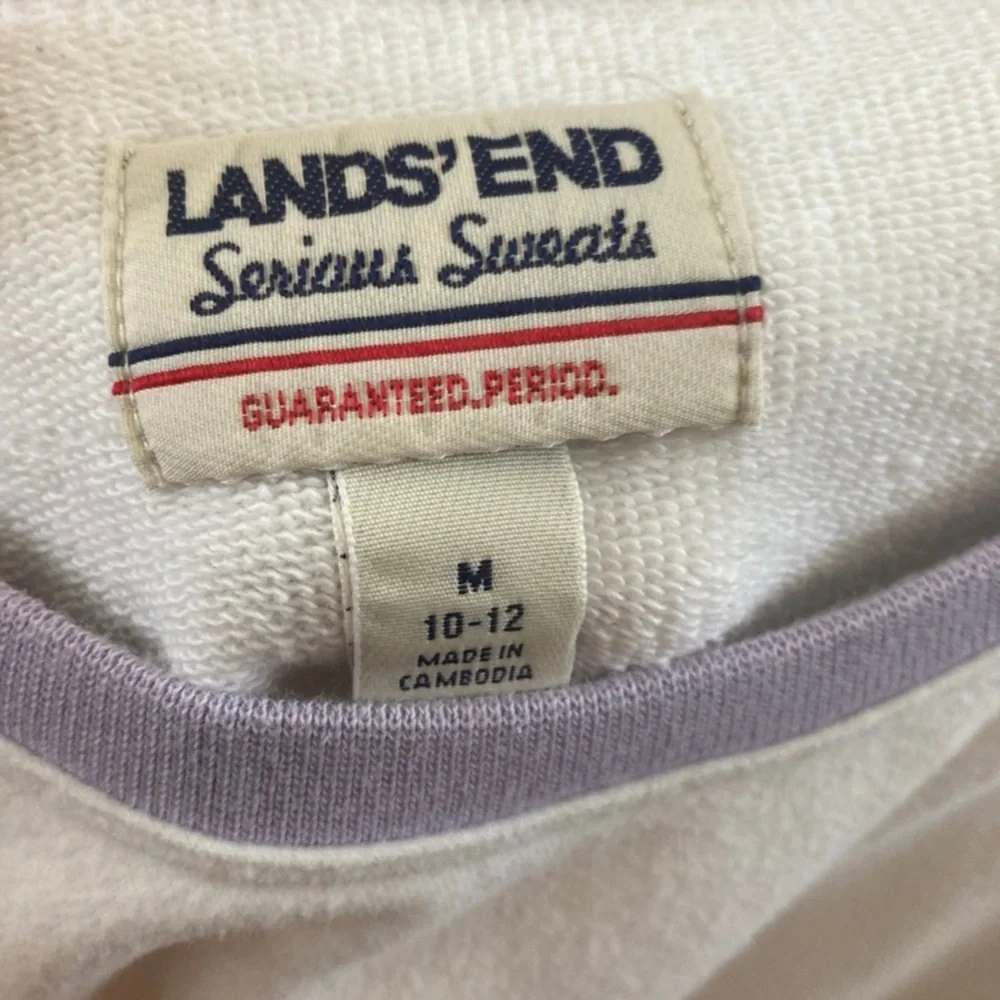 LANDS' END
Serious Sweats
GUARANTEED.PERIOD.
M
10-12
MADE IN
CAMBODIA